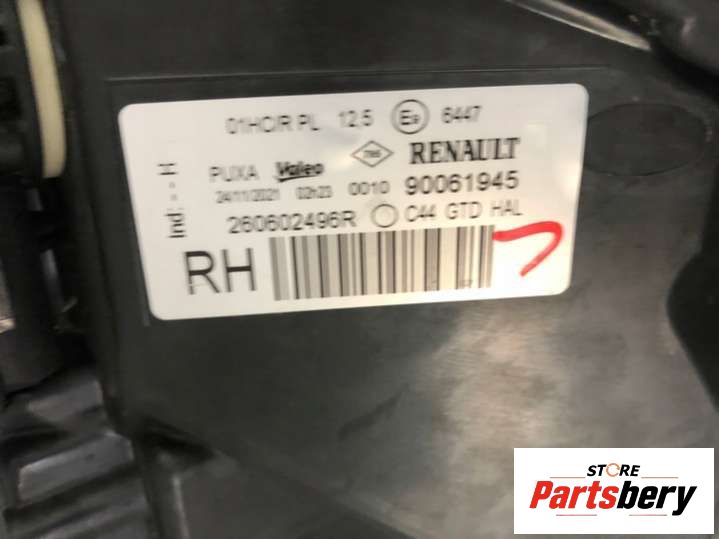 01HC/R PL 12,5 E9 6447
PUXA Valeo RENAULT
24/11/2021 02h23 0010 90061945
260602496R C44 GTD HAL
RH
Ind: - H
STORE
Partsbery